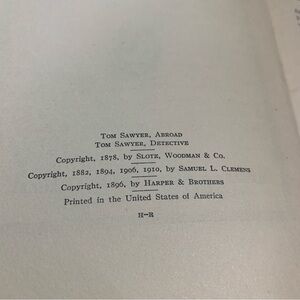 Tom Sawyer, Abroad
Tom Sawyer, Detective
Copyright, 1878, by Slote, Woodman & Co.
Copyright, 1882, 1894, 1906, 1910, by Samuel L. Clemens
Copyright, 1896, by Harper & Brothers
Printed in the United States of America
H-R